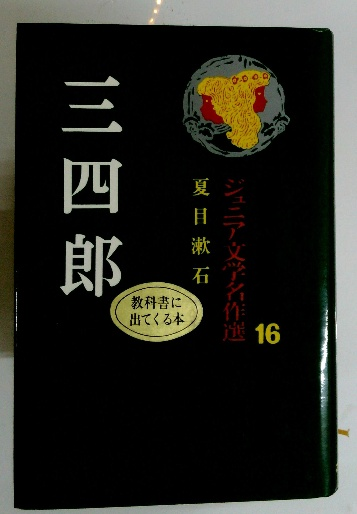 ジュニア文学名作選 16
夏目漱石
三四郎
教科書に
出てくる本